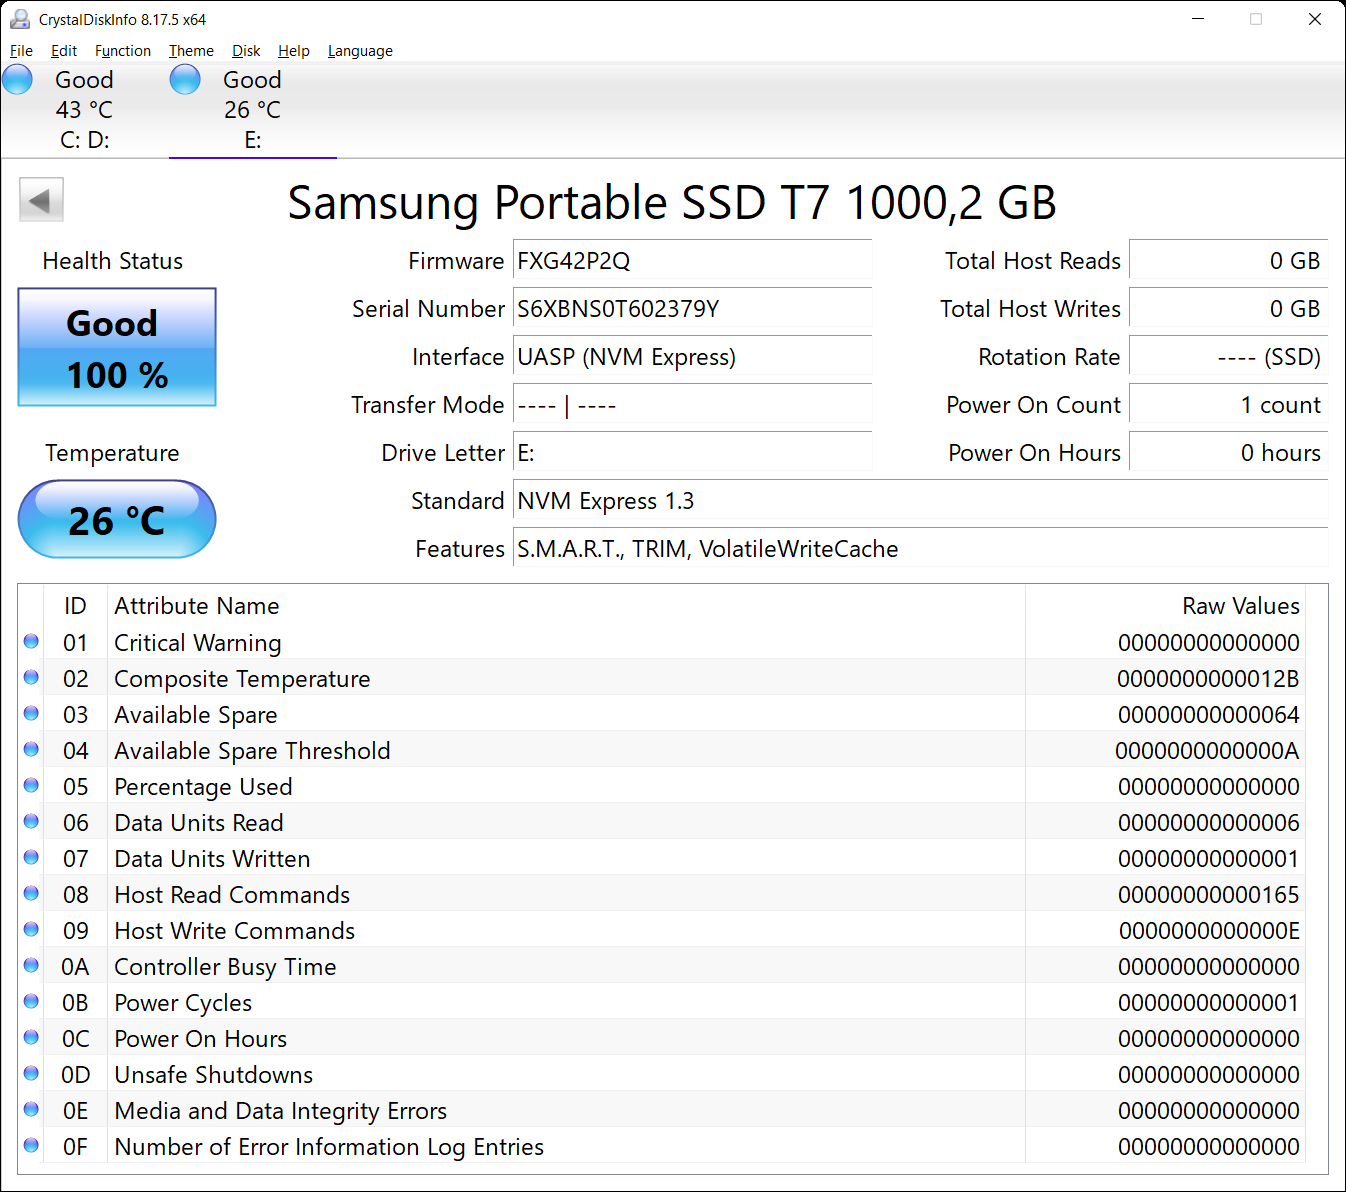 CrystalDiskInfo 8.17.5 x64
File Edit Function Theme Disk Help Language
Good Good
43 °C 26 °C
C: D: E:
Samsung Portable SSD T7 1000,2 GB
Health Status
Good
100 %
Temperature
26 °C
Firmware FXG42P2Q
Serial Number S6XBNS0T602379Y
Interface UASP (NVM Express)
Transfer Mode ---- | ----
Drive Letter E:
Standard NVM Express 1.3
Features S.M.A.R.T., TRIM, VolatileWriteCache
Total Host Reads 0 GB
Total Host Writes 0 GB
Rotation Rate ---- (SSD)
Power On Count 1 count
Power On Hours 0 hours
ID Attribute Name Raw Values
01 Critical Warning 00000000000000
02 Composite Temperature 0000000000012B
03 Available Spare 00000000000064
04 Available Spare Threshold 0000000000000A
05 Percentage Used 00000000000000
06 Data Units Read 00000000000006
07 Data Units Written 00000000000001
08 Host Read Commands 00000000000165
09 Host Write Commands 0000000000000E
0A Controller Busy Time 00000000000000
0B Power Cycles 00000000000001
0C Power On Hours 00000000000000
0D Unsafe Shutdowns 00000000000000
0E Media and Data Integrity Errors 00000000000000
0F Number of Error Information Log Entries 00000000000000